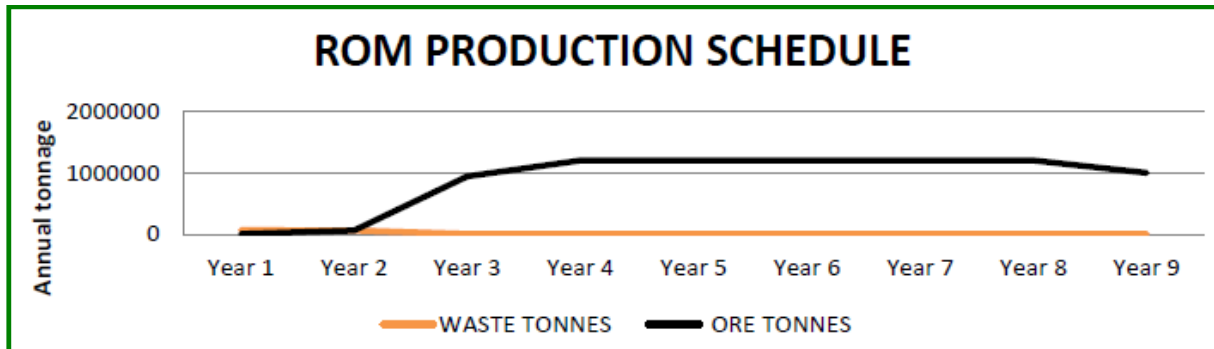 ROM PRODUCTION SCHEDULE
Annual tonnage
2000000
1000000
0
Year 1 Year 2 Year 3 Year 4 Year 5 Year 6 Year 7 Year 8 Year 9
WASTE TONNES ORE TONNES